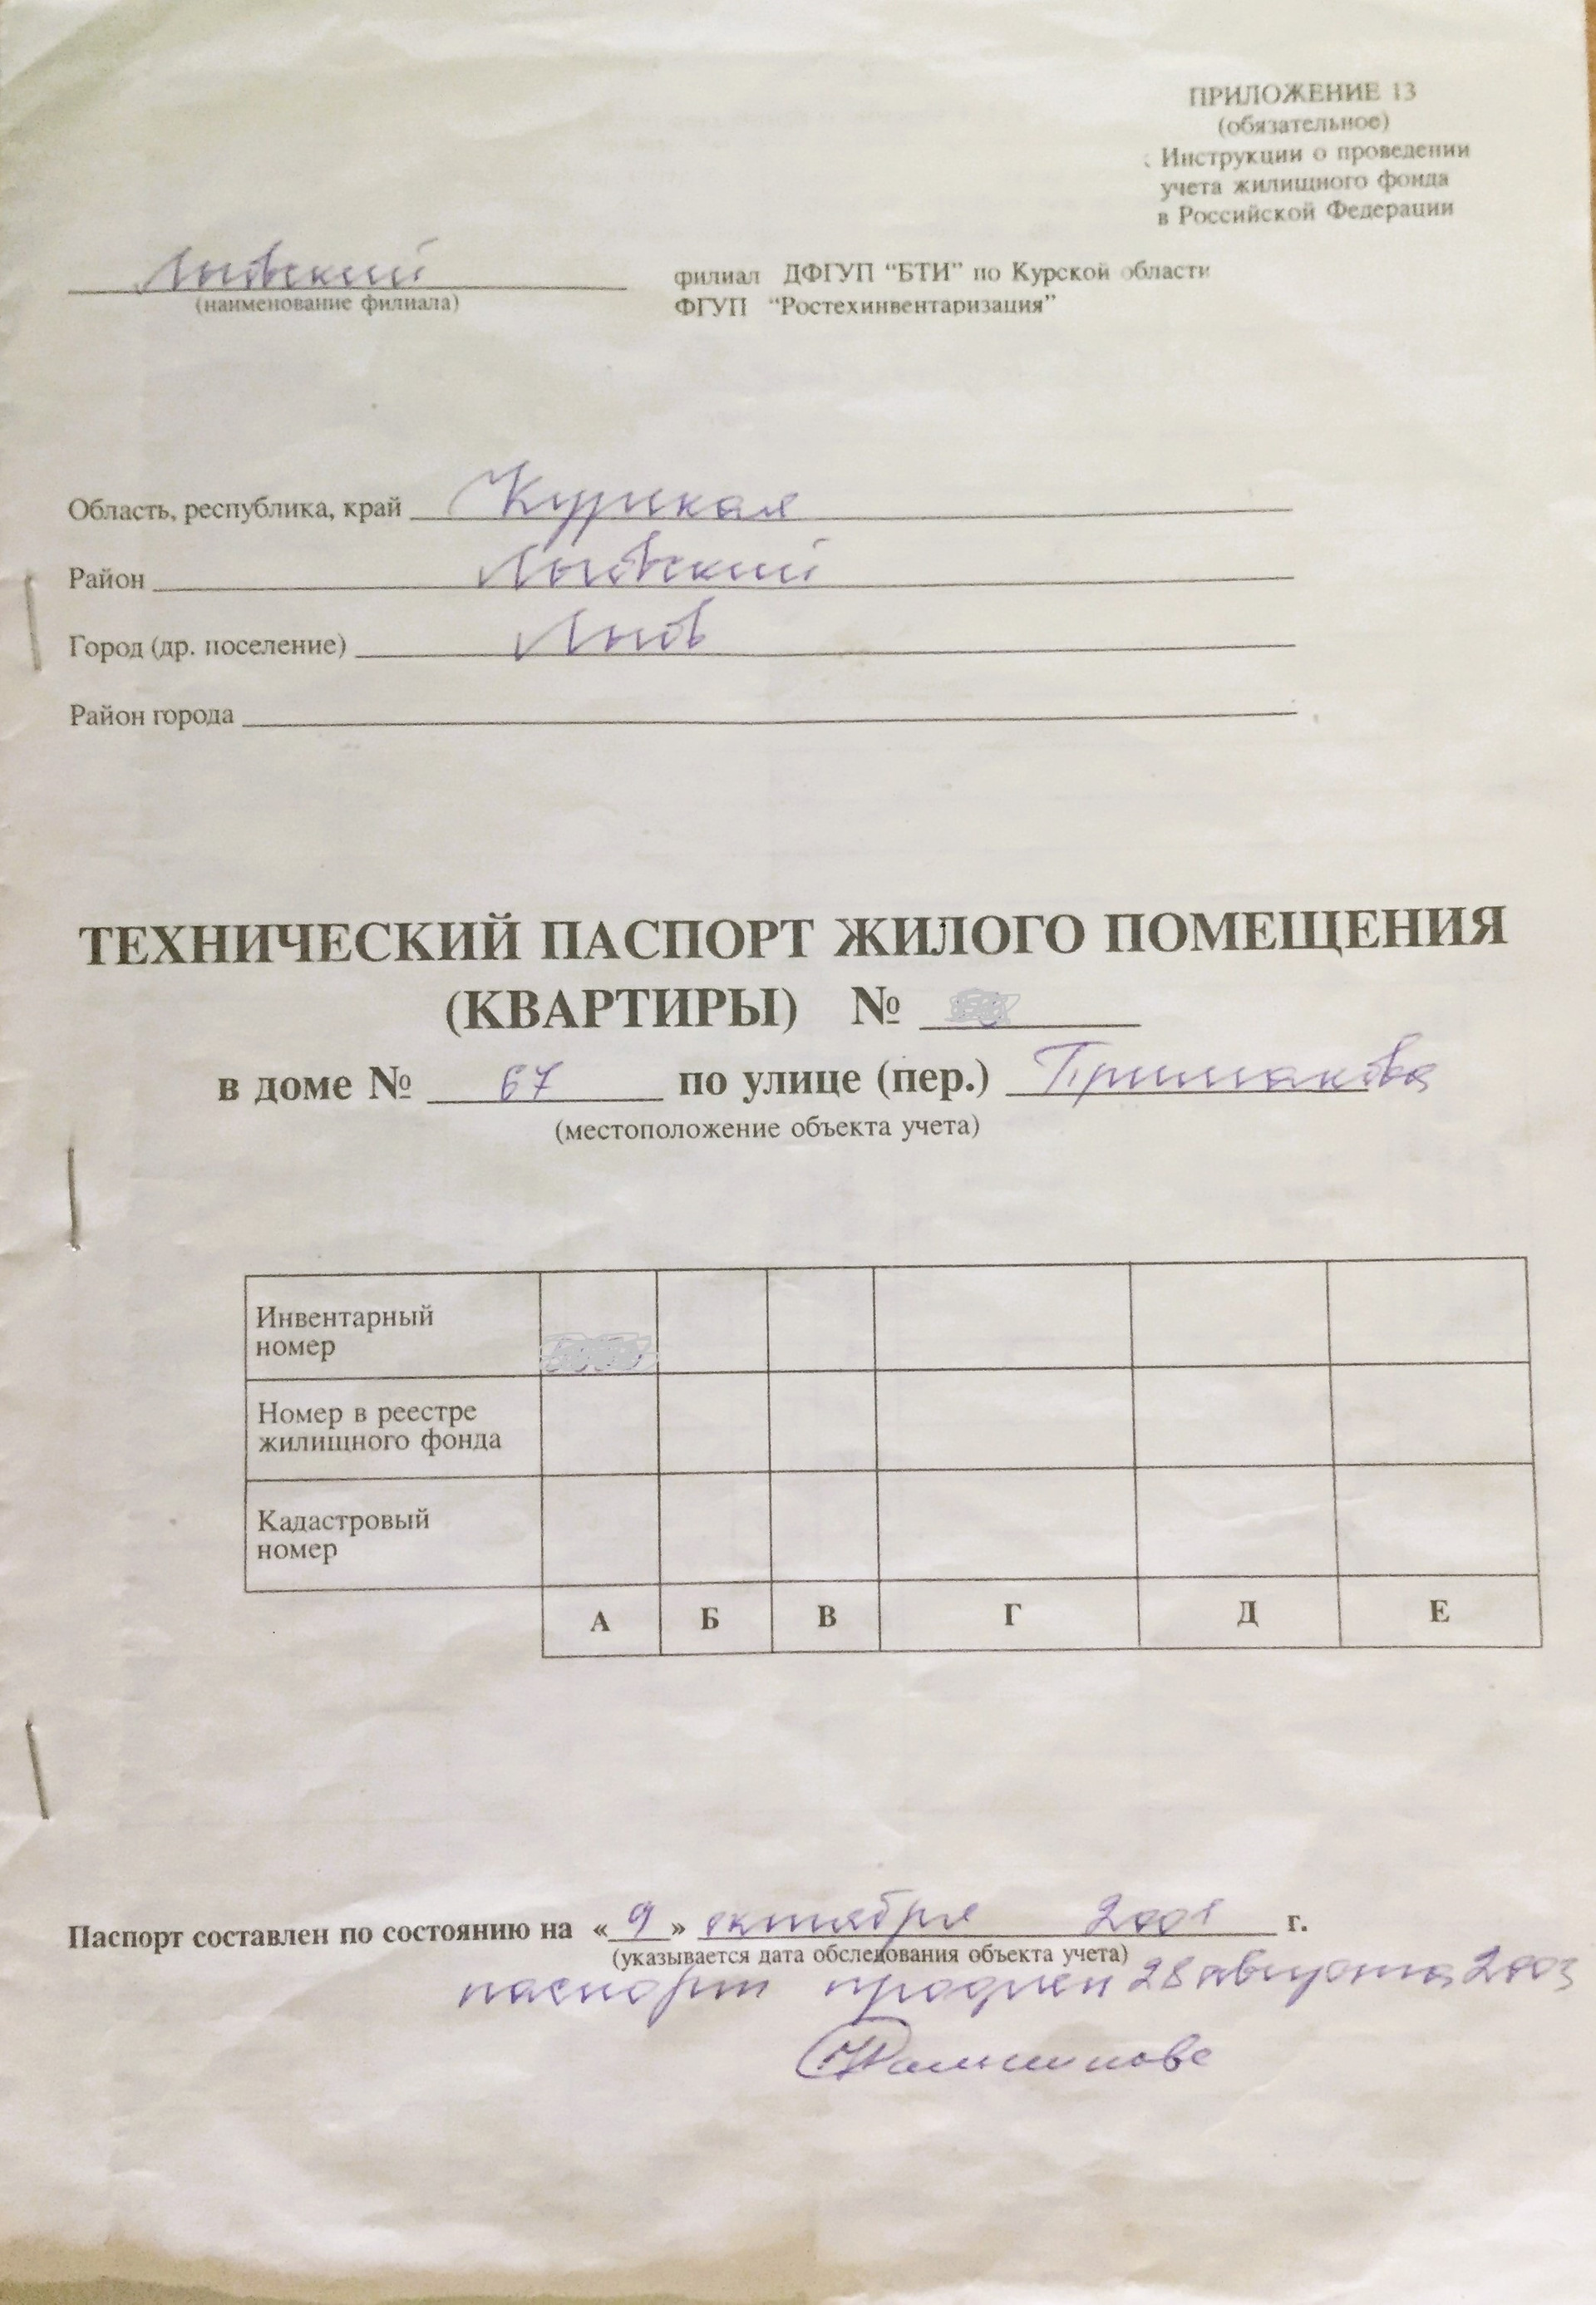 ПРИЛОЖЕНИЕ 13
(обязательное)
к Инструкции о проведении
учета жилищного фонда
в Российской Федерации
Льговский филиал ДФГУП “БТИ” по Курской области
(наименование филиала) ФГУП “Ростехинвентаризация”
Область, республика, край Курская
Район Льговский
Город (др. поселение) Льгов
Район города
ТЕХНИЧЕСКИЙ ПАСПОРТ ЖИЛОГО ПОМЕЩЕНИЯ
(КВАРТИРЫ) №
в доме № 67 по улице (пер.) Примакова
(местоположение объекта учета)
Инвентарный
номер
Номер в реестре
жилищного фонда
Кадастровый
номер
А Б В Г Д Е
Паспорт составлен по состоянию на «9» октября 2001 г.
(указывается дата обследования объекта учета)
паспорт продлен 28 августа 2003